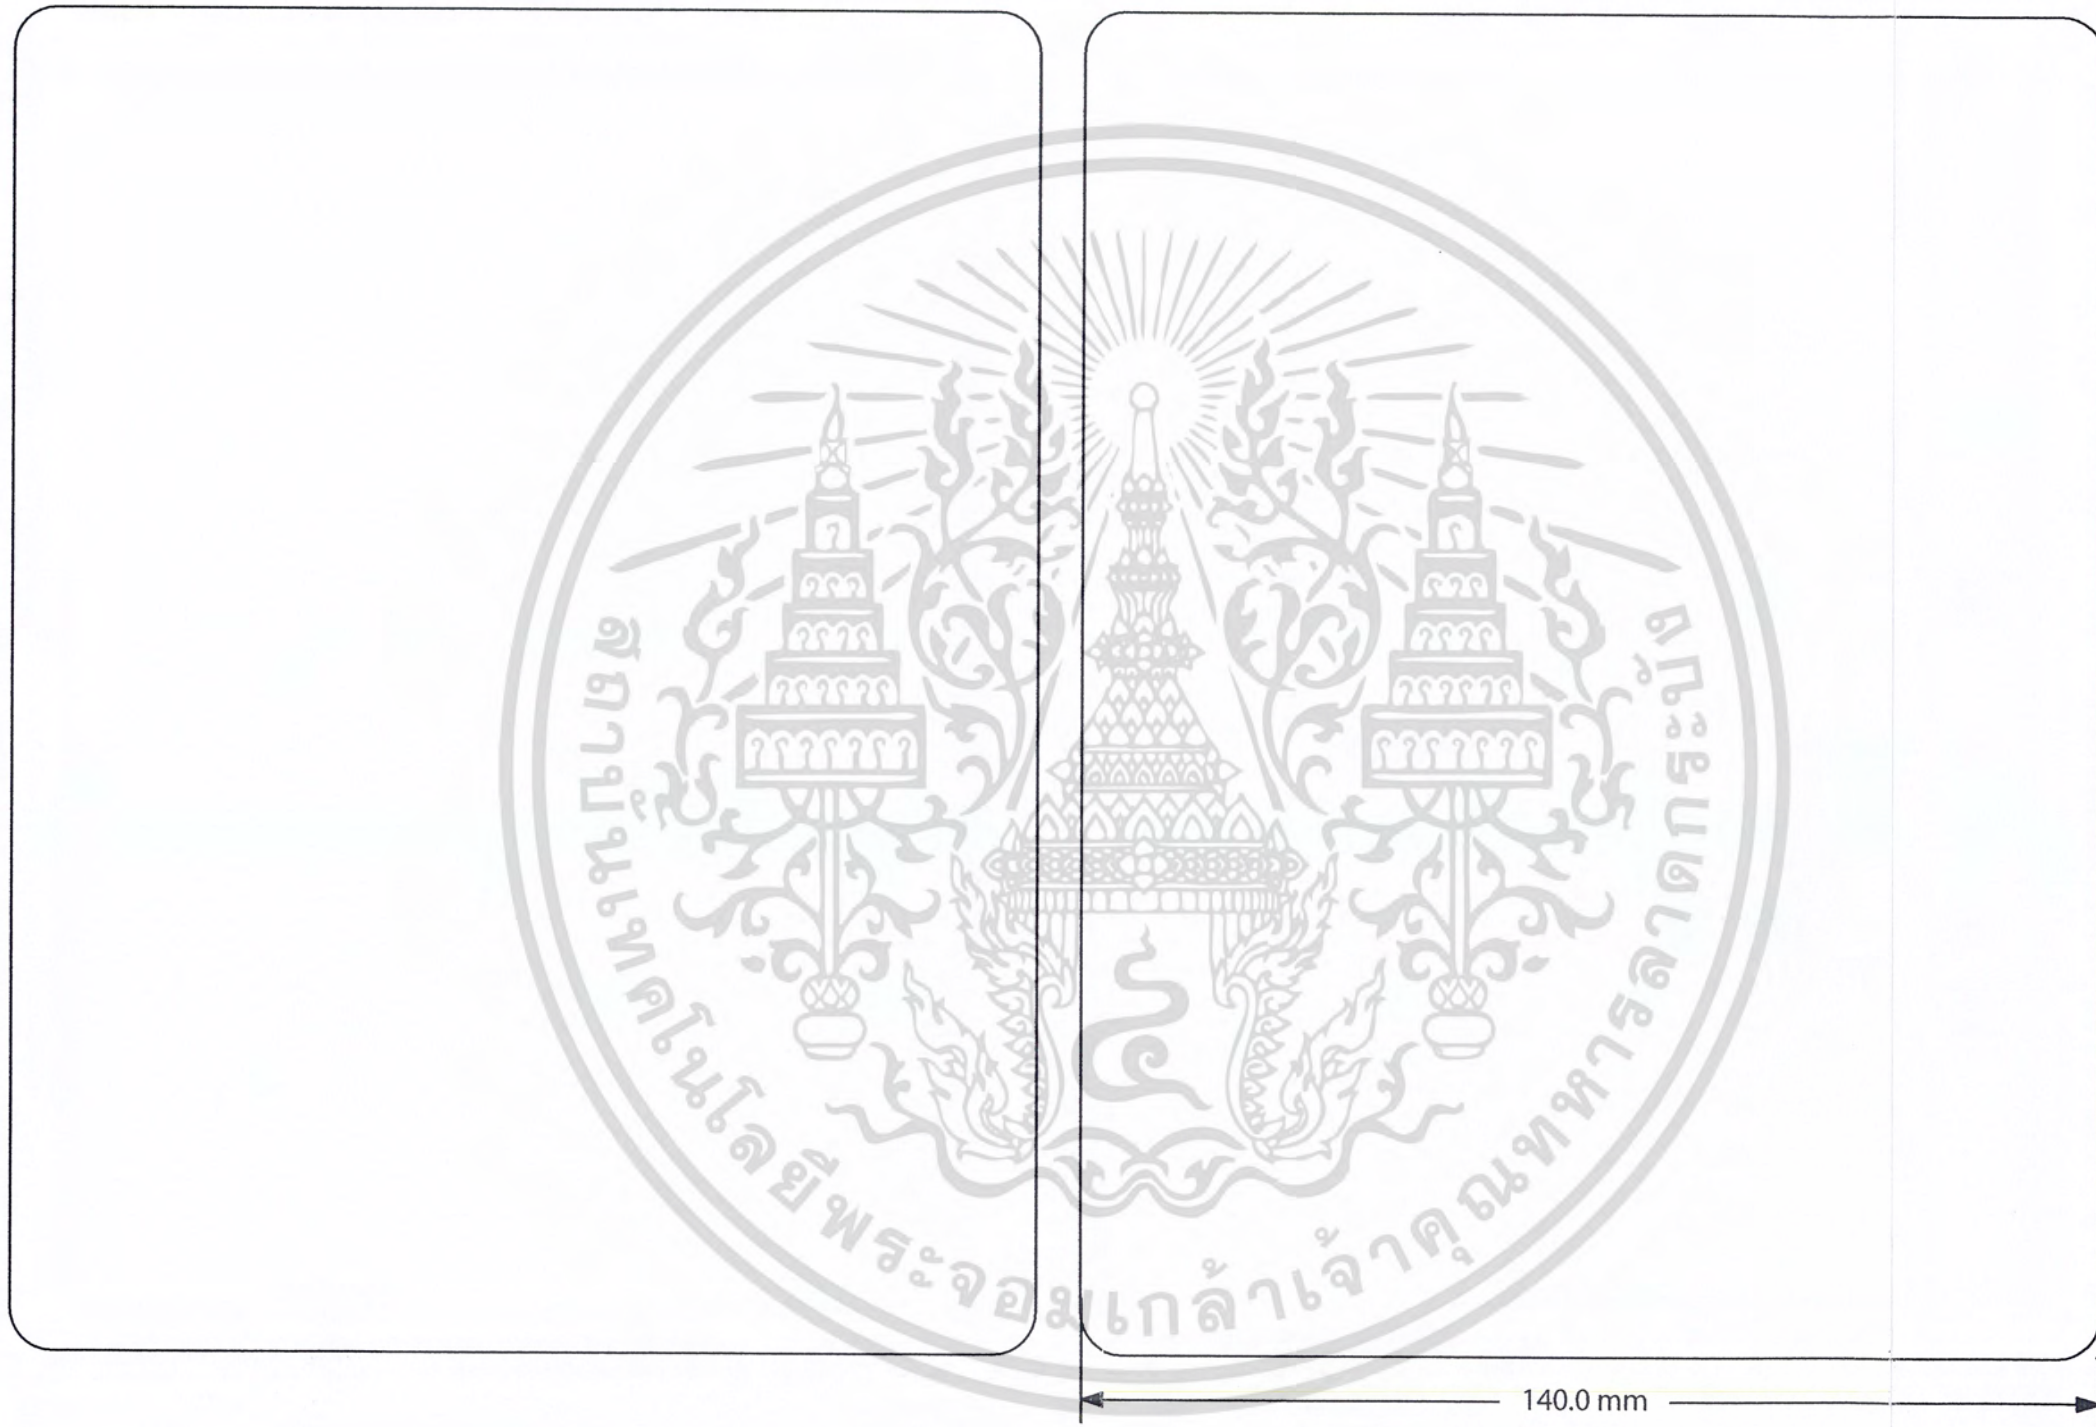 สถาบันเทคโนโลยีพระจอมเกล้าเจ้าคุณทหารลาดกระบัง
๔
140.0 mm